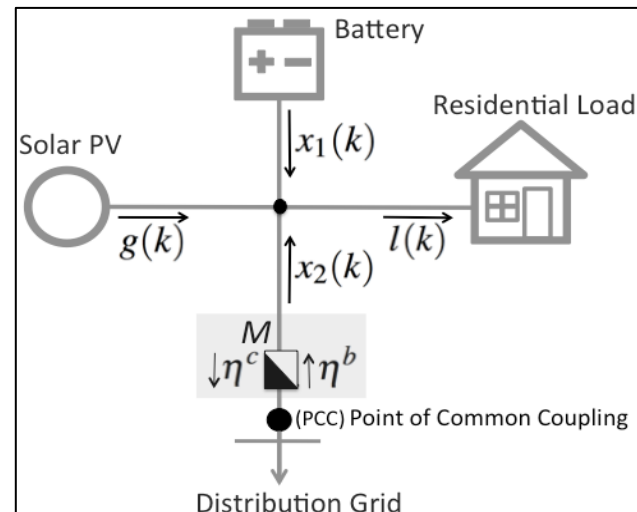 Battery
Residential Load
Solar PV
x₁(k)
g(k)
l(k)
x₂(k)
M
ηᶜ
ηᵇ
(PCC) Point of Common Coupling
Distribution Grid